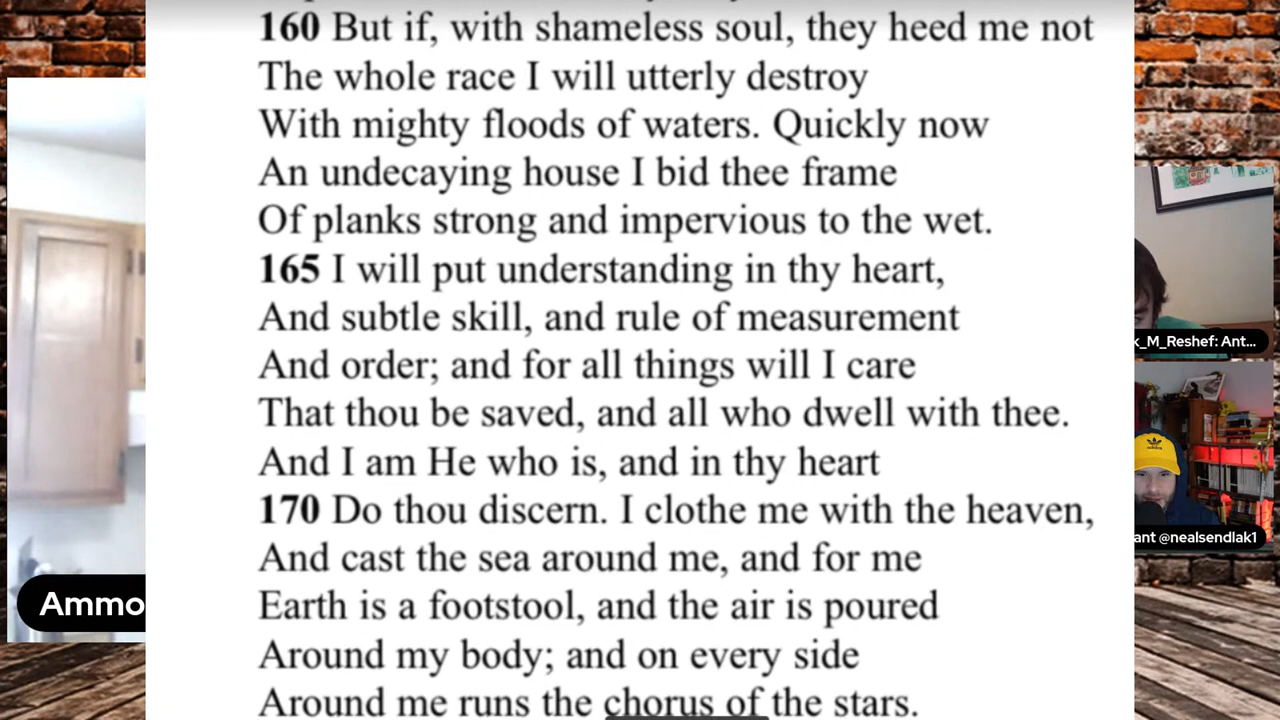 160 But if, with shameless soul, they heed me not
The whole race I will utterly destroy
With mighty floods of waters. Quickly now
An undecaying house I bid thee frame
Of planks strong and impervious to the wet.
165 I will put understanding in thy heart,
And subtle skill, and rule of measurement
And order; and for all things will I care
That thou be saved, and all who dwell with thee.
And I am He who is, and in thy heart
170 Do thou discern. I clothe me with the heaven,
And cast the sea around me, and for me
Earth is a footstool, and the air is poured
Around my body; and on every side
Around me runs the chorus of the stars.
Ammo
k_M_Reshef: Ant...
ant @nealsendlak1